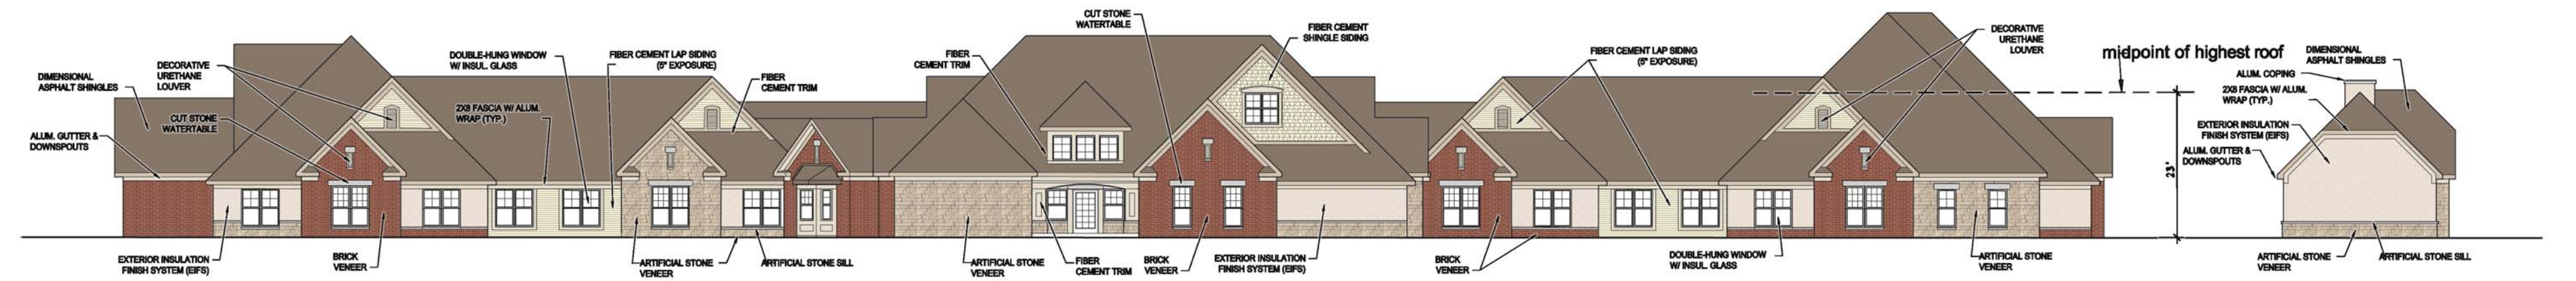 DIMENSIONAL
ASPHALT SHINGLES
ALUM. GUTTER &
DOWNSPOUTS
DECORATIVE
URETHANE
LOUVER
CUT STONE
WATERTABLE
EXTERIOR INSULATION
FINISH SYSTEM (EIFS)
BRICK
VENEER
DOUBLE-HUNG WINDOW
W/ INSUL. GLASS
2X8 FASCIA W/ ALUM.
WRAP (TYP.)
FIBER CEMENT LAP SIDING
(5" EXPOSURE)
FIBER
CEMENT TRIM
ARTIFICIAL STONE
VENEER
ARTIFICIAL STONE SILL
FIBER
CEMENT TRIM
CUT STONE
WATERTABLE
FIBER CEMENT
SHINGLE SIDING
ARTIFICIAL STONE
VENEER
FIBER
CEMENT TRIM
BRICK
VENEER
EXTERIOR INSULATION
FINISH SYSTEM (EIFS)
FIBER CEMENT LAP SIDING
(5" EXPOSURE)
BRICK
VENEER
DOUBLE-HUNG WINDOW
W/ INSUL. GLASS
DECORATIVE
URETHANE
LOUVER
ARTIFICIAL STONE
VENEER
midpoint of highest roof
23'
DIMENSIONAL
ASPHALT SHINGLES
ALUM. COPING
2X8 FASCIA W/ ALUM.
WRAP (TYP.)
EXTERIOR INSULATION
FINISH SYSTEM (EIFS)
ALUM. GUTTER &
DOWNSPOUTS
ARTIFICIAL STONE
VENEER
ARTIFICIAL STONE SILL